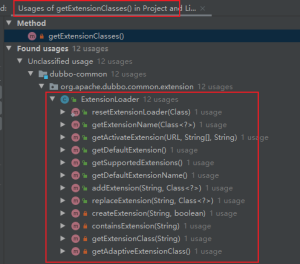 d: Usages of getExtensionClasses() in Project and Li...
Method
getExtensionClasses()
Found usages 12 usages
Unclassified usage 12 usages
dubbo-common 12 usages
org.apache.dubbo.common.extension 12 usages
ExtensionLoader 12 usages
resetExtensionLoader(Class) 1 usage
getExtensionName(Class<?>) 1 usage
getActivateExtension(URL, String[], String) 1 usage
getDefaultExtension() 1 usage
getSupportedExtensions() 1 usage
getDefaultExtensionName() 1 usage
addExtension(String, Class<?>) 1 usage
replaceExtension(String, Class<?>) 1 usage
createExtension(String, boolean) 1 usage
containsExtension(String) 1 usage
getExtensionClass(String) 1 usage
getAdaptiveExtensionClass() 1 usage